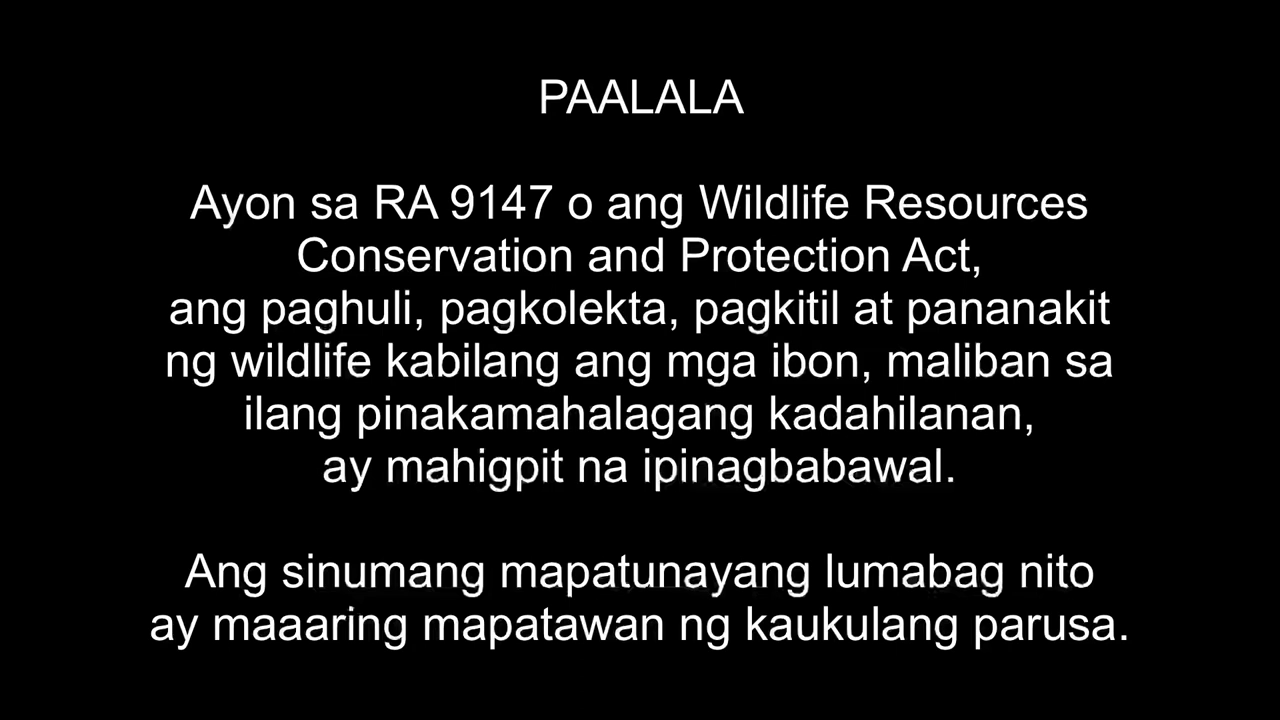 PAALALA
Ayon sa RA 9147 o ang Wildlife Resources
Conservation and Protection Act,
ang paghuli, pagkolekta, pagkitil at pananakit
ng wildlife kabilang ang mga ibon, maliban sa
ilang pinakamahalagang kadahilanan,
ay mahigpit na ipinagbabawal.
Ang sinumang mapatunayang lumabag nito
ay maaaring mapatawan ng kaukulang parusa.